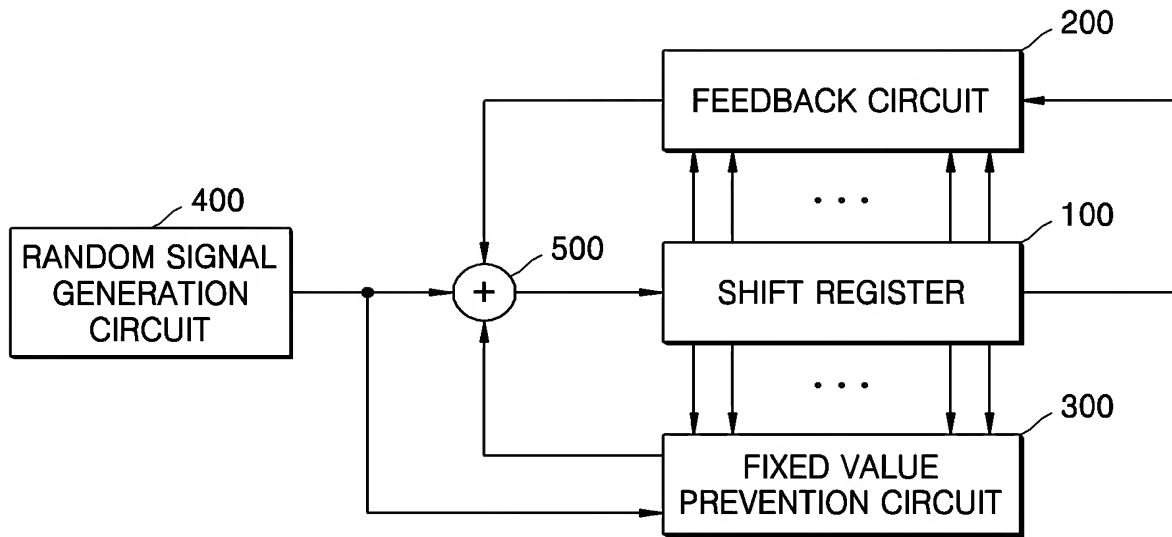 200
FEEDBACK CIRCUIT
. . .
400
RANDOM SIGNAL
GENERATION
CIRCUIT
+
500
100
SHIFT REGISTER
. . .
300
FIXED VALUE
PREVENTION CIRCUIT